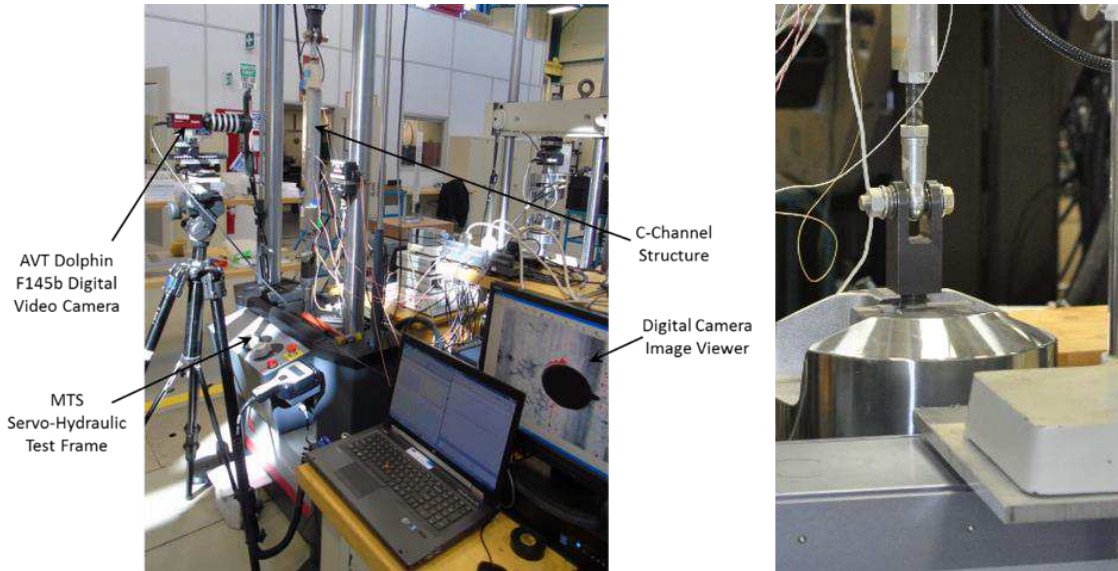 AVT Dolphin
F145b Digital
Video Camera
MTS
Servo-Hydraulic
Test Frame
C-Channel
Structure
Digital Camera
Image Viewer